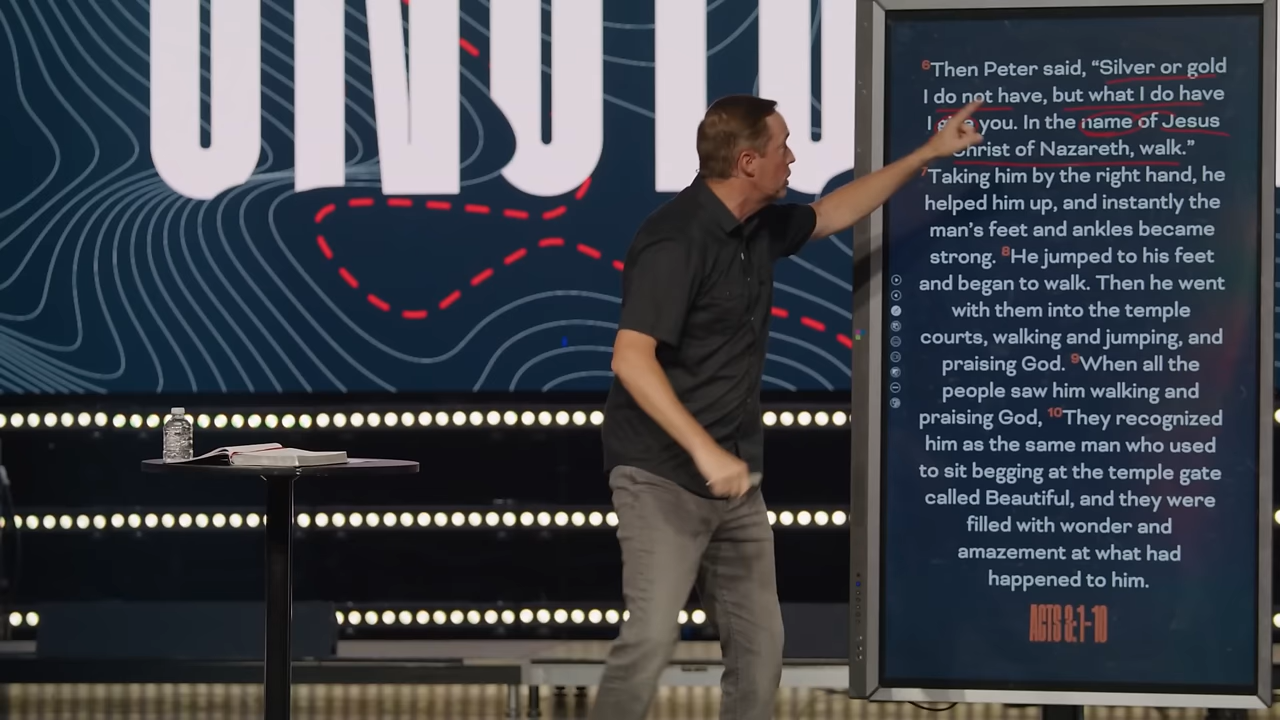 ⁶Then Peter said, “Silver or gold
I do not have, but what I do have
I give you. In the name of Jesus
Christ of Nazareth, walk.”
⁷Taking him by the right hand, he
helped him up, and instantly the
man’s feet and ankles became
strong. ⁸He jumped to his feet
and began to walk. Then he went
with them into the temple
courts, walking and jumping, and
praising God. ⁹When all the
people saw him walking and
praising God, ¹⁰They recognized
him as the same man who used
to sit begging at the temple gate
called Beautiful, and they were
filled with wonder and
amazement at what had
happened to him.
ACTS 3:1-10